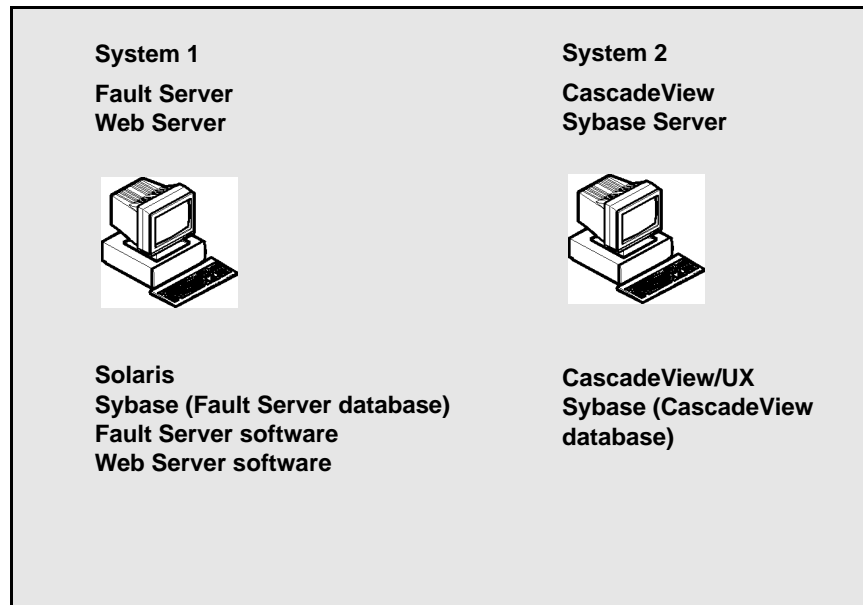 System 1
Fault Server
Web Server
System 2
CascadeView
Sybase Server
Solaris
Sybase (Fault Server database)
Fault Server software
Web Server software
CascadeView/UX
Sybase (CascadeView
database)